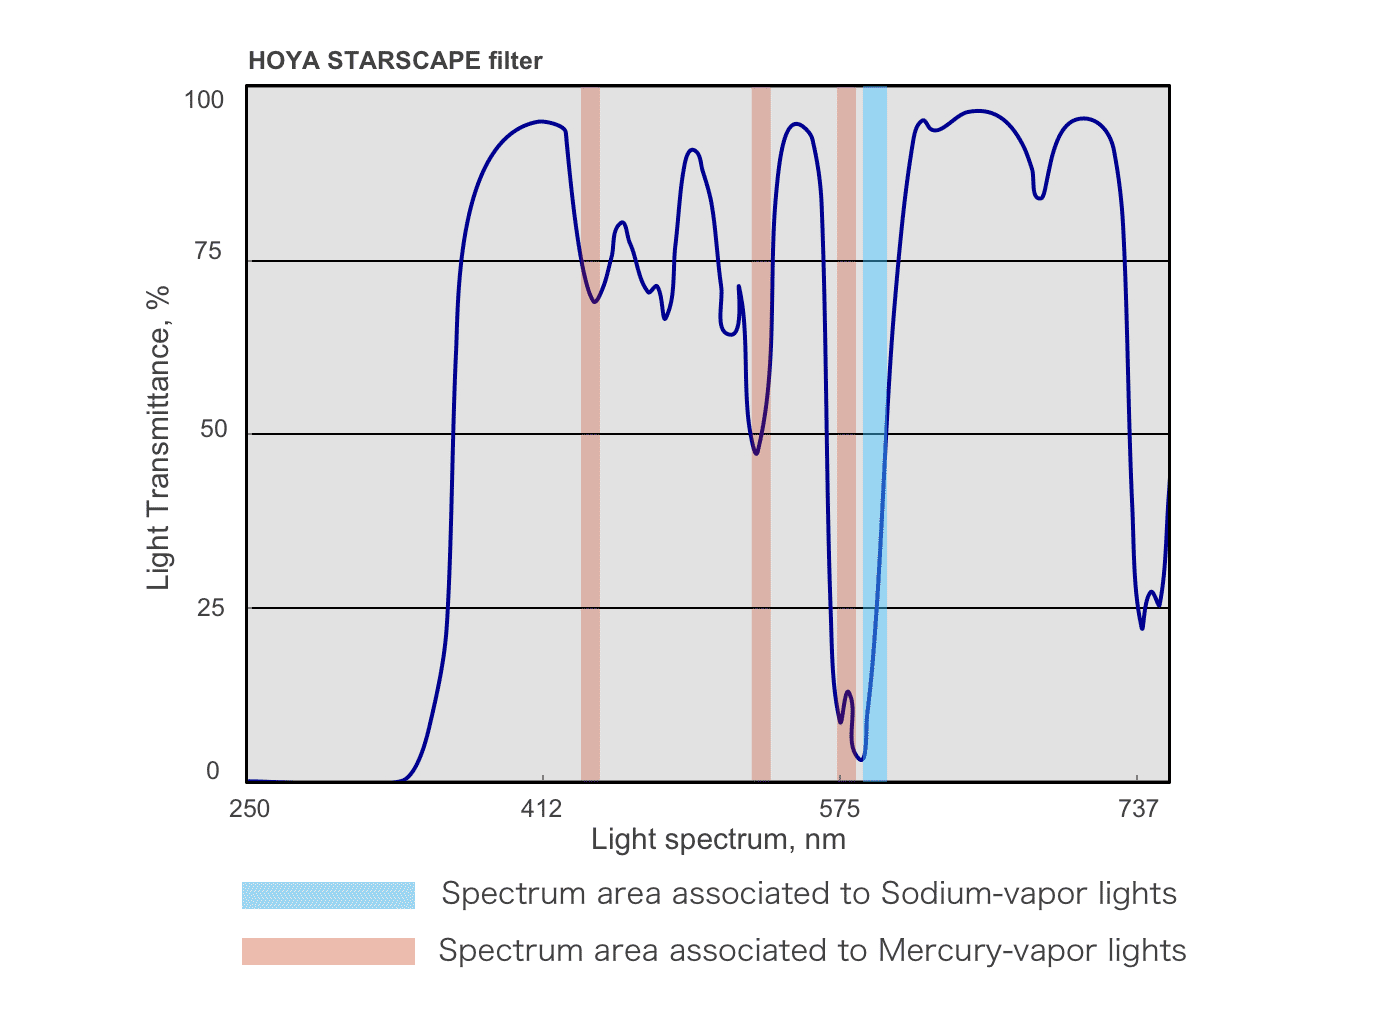 HOYA STARSCAPE filter
100
75
50
25
0
Light Transmittance, %
250 412 575 737
Light spectrum, nm
Spectrum area associated to Sodium-vapor lights
Spectrum area associated to Mercury-vapor lights